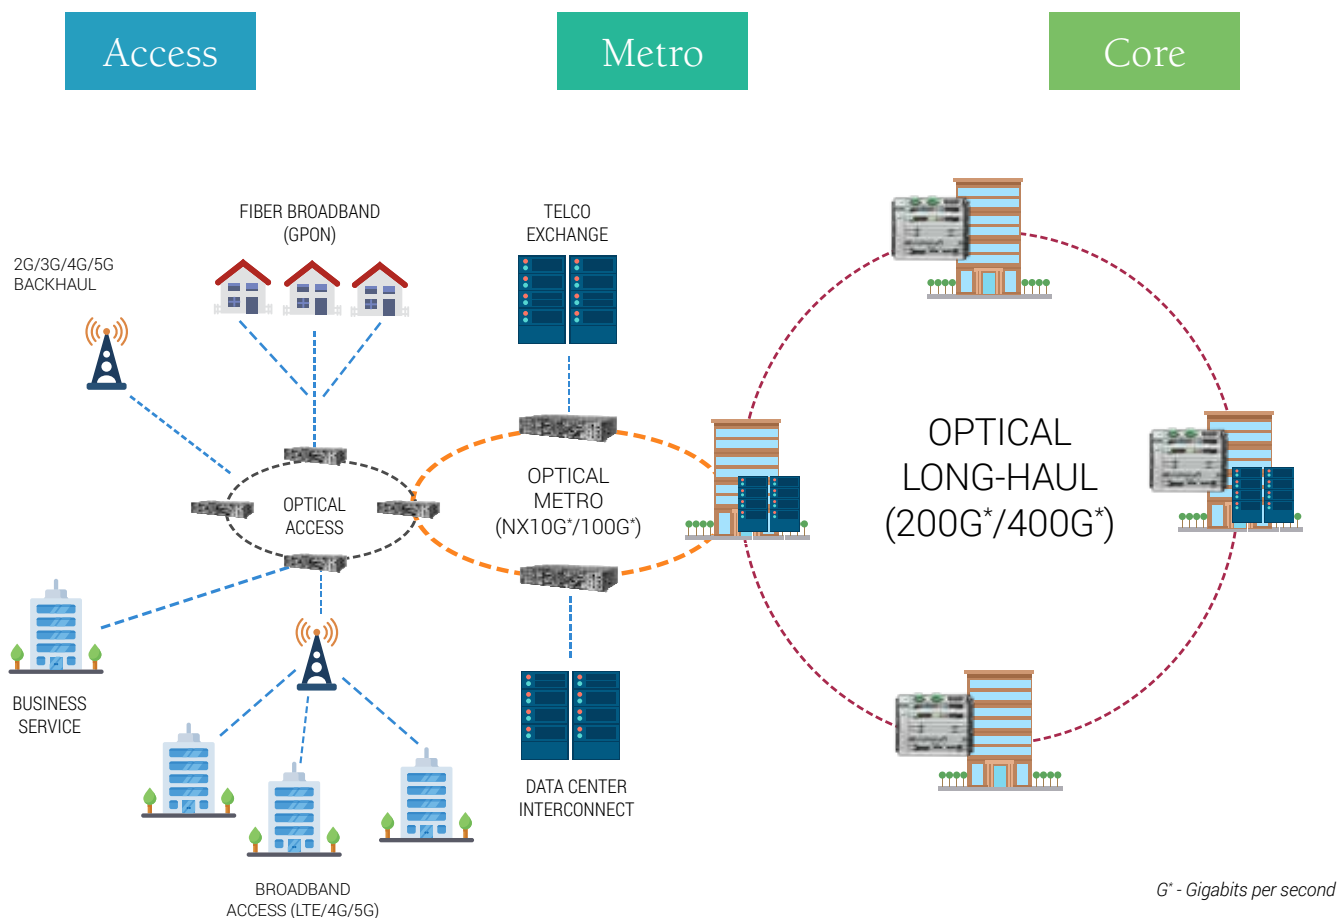 Access
Metro
Core
FIBER BROADBAND
(GPON)
TELCO
EXCHANGE
2G/3G/4G/5G
BACKHAUL
OPTICAL
ACCESS
OPTICAL
METRO
(NX10G*/100G*)
OPTICAL
LONG-HAUL
(200G*/400G*)
BUSINESS
SERVICE
DATA CENTER
INTERCONNECT
BROADBAND
ACCESS (LTE/4G/5G)
G* - Gigabits per second